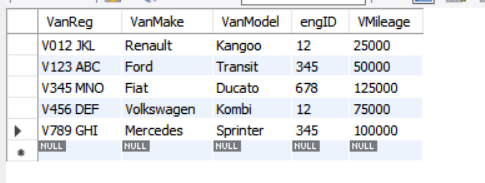 VanReg VanMake VanModel engID VMileage
V012 JKL Renault Kangoo 12 25000
V123 ABC Ford Transit 345 50000
V345 MNO Fiat Ducato 678 125000
V456 DEF Volkswagen Kombi 12 75000
V789 GHI Mercedes Sprinter 345 100000
NULL NULL NULL NULL NULL